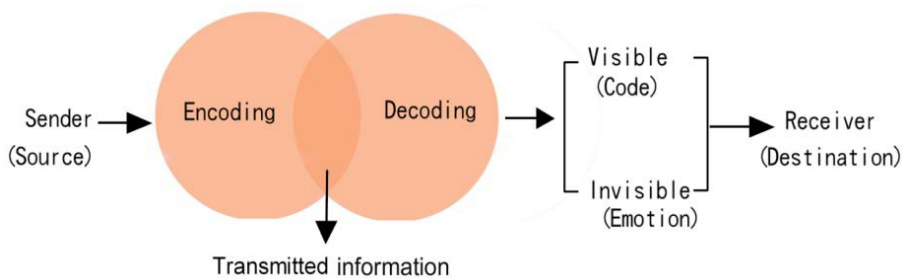 Sender
(Source)
Encoding
Decoding
Transmitted information
Visible
(Code)
Invisible
(Emotion)
Receiver
(Destination)